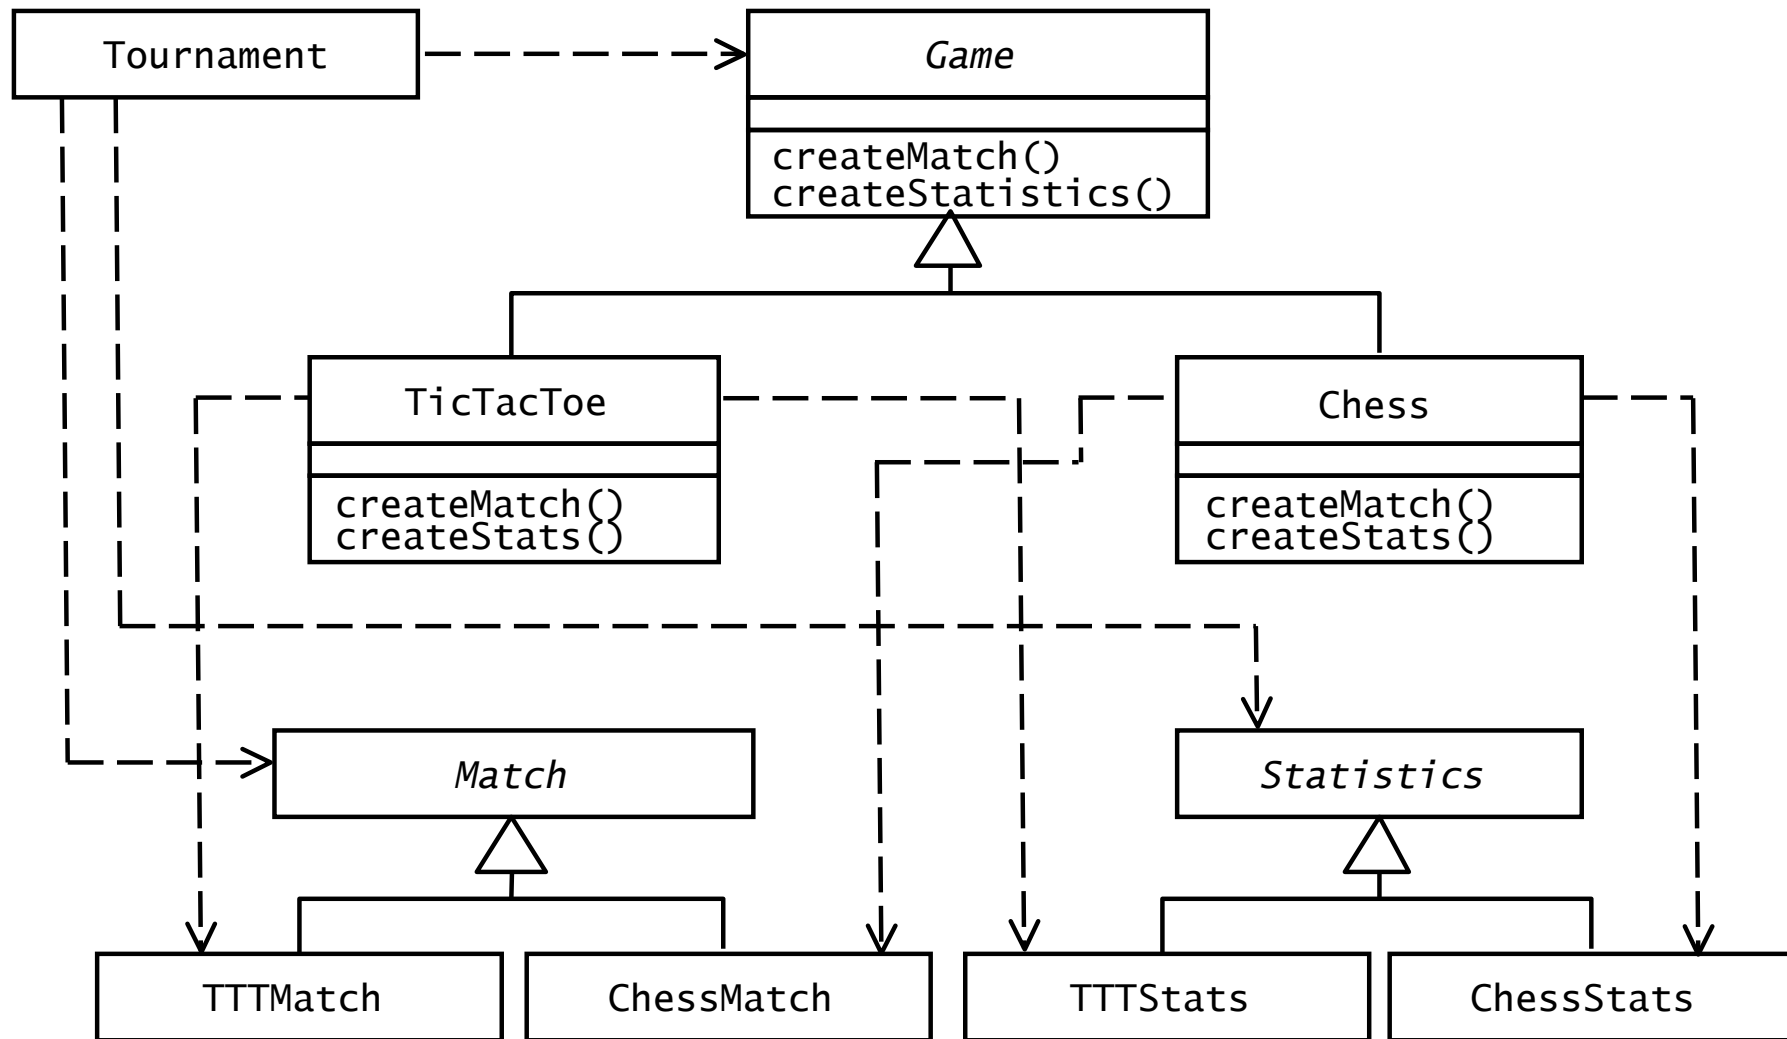 Tournament
Game
createMatch()
createStatistics()
TicTacToe
createMatch()
createStats()
Chess
createMatch()
createStats()
Match
Statistics
TTTMatch
ChessMatch
TTTStats
ChessStats